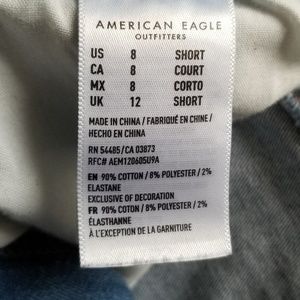 AMERICAN EAGLE
OUTFITTERS
US 8 SHORT
CA 8 COURT
MX 8 CORTO
UK 12 SHORT
MADE IN CHINA / FABRIQUÉ EN CHINE /
HECHO EN CHINA
RN 54485/CA 03873
RFC# AEM120605U9A
EN 90% COTTON / 8% POLYESTER / 2%
ELASTANE
EXCLUSIVE OF DECORATION
FR 90% COTON / 8% POLYESTER / 2%
ÉLASTHANNE
À L'EXCEPTION DE LA GARNITURE